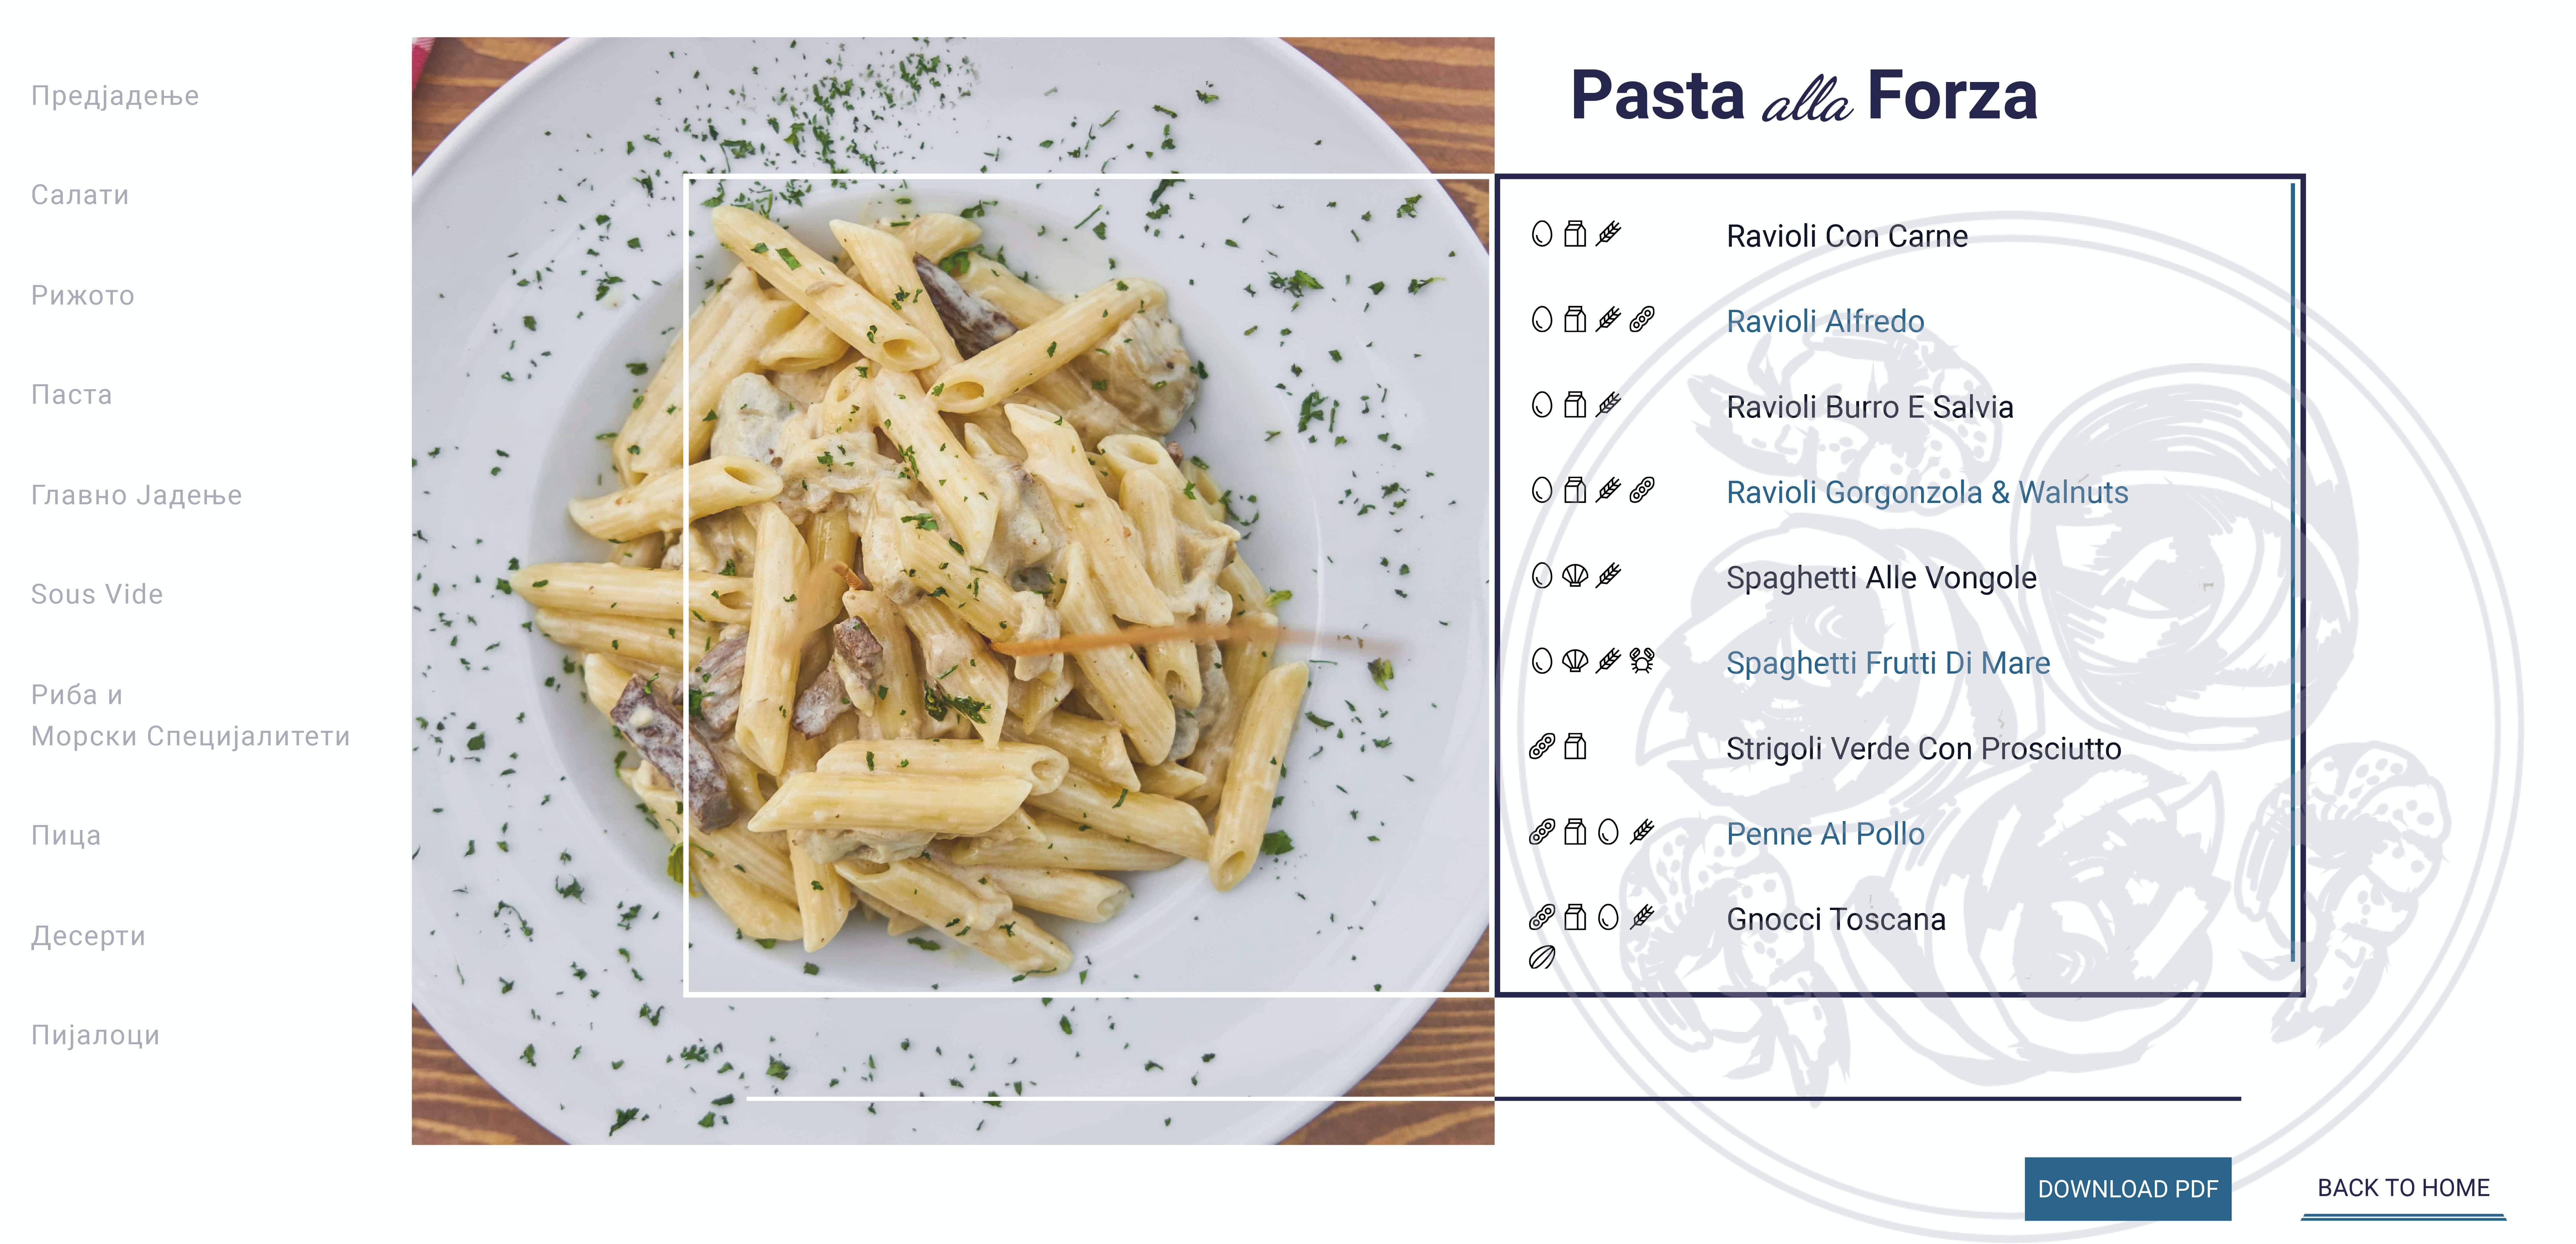 Предјадење
Салати
Рижото
Паста
Главно Јадење
Sous Vide
Риба и
Морски Специјалитети
Пица
Десерти
Пијалоци
Pasta alla Forza
Ravioli Con Carne
Ravioli Alfredo
Ravioli Burro E Salvia
Ravioli Gorgonzola & Walnuts
Spaghetti Alle Vongole
Spaghetti Frutti Di Mare
Strigoli Verde Con Prosciutto
Penne Al Pollo
Gnocci Toscana
DOWNLOAD PDF
BACK TO HOME